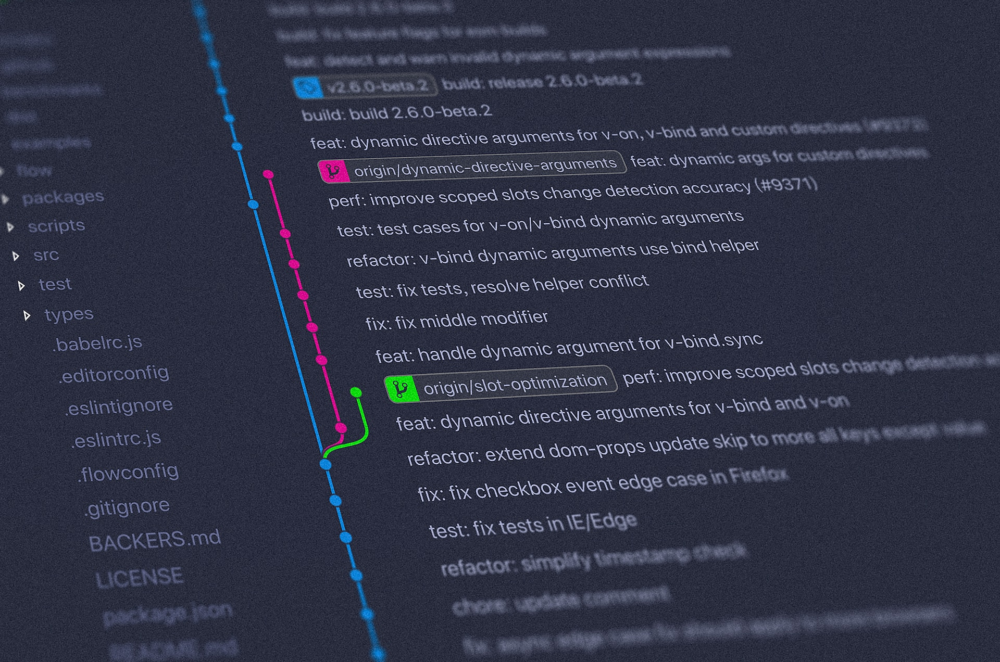 examples
flow
packages
scripts
src
test
types
.babelrc.js
.editorconfig
.eslintignore
.eslintrc.js
.flowconfig
.gitignore
BACKERS.md
LICENSE
package.json
README.md
build: build 2.6.0-beta.3
build: fix feature flags for esm builds
feat: detect and warn invalid dynamic argument expressions
v2.6.0-beta.2 build: release 2.6.0-beta.2
build: build 2.6.0-beta.2
feat: dynamic directive arguments for v-on, v-bind and custom directives (#9373)
origin/dynamic-directive-arguments feat: dynamic args for custom directives
perf: improve scoped slots change detection accuracy (#9371)
test: test cases for v-on/v-bind dynamic arguments
refactor: v-bind dynamic arguments use bind helper
test: fix tests, resolve helper conflict
fix: fix middle modifier
feat: handle dynamic argument for v-bind.sync
origin/slot-optimization perf: improve scoped slots change detection
feat: dynamic directive arguments for v-bind and v-on
refactor: extend dom-props update skip to more all keys except value
fix: fix checkbox event edge case in Firefox
test: fix tests in IE/Edge
refactor: simplify timestamp check
chore: update comment
fix: async edge case